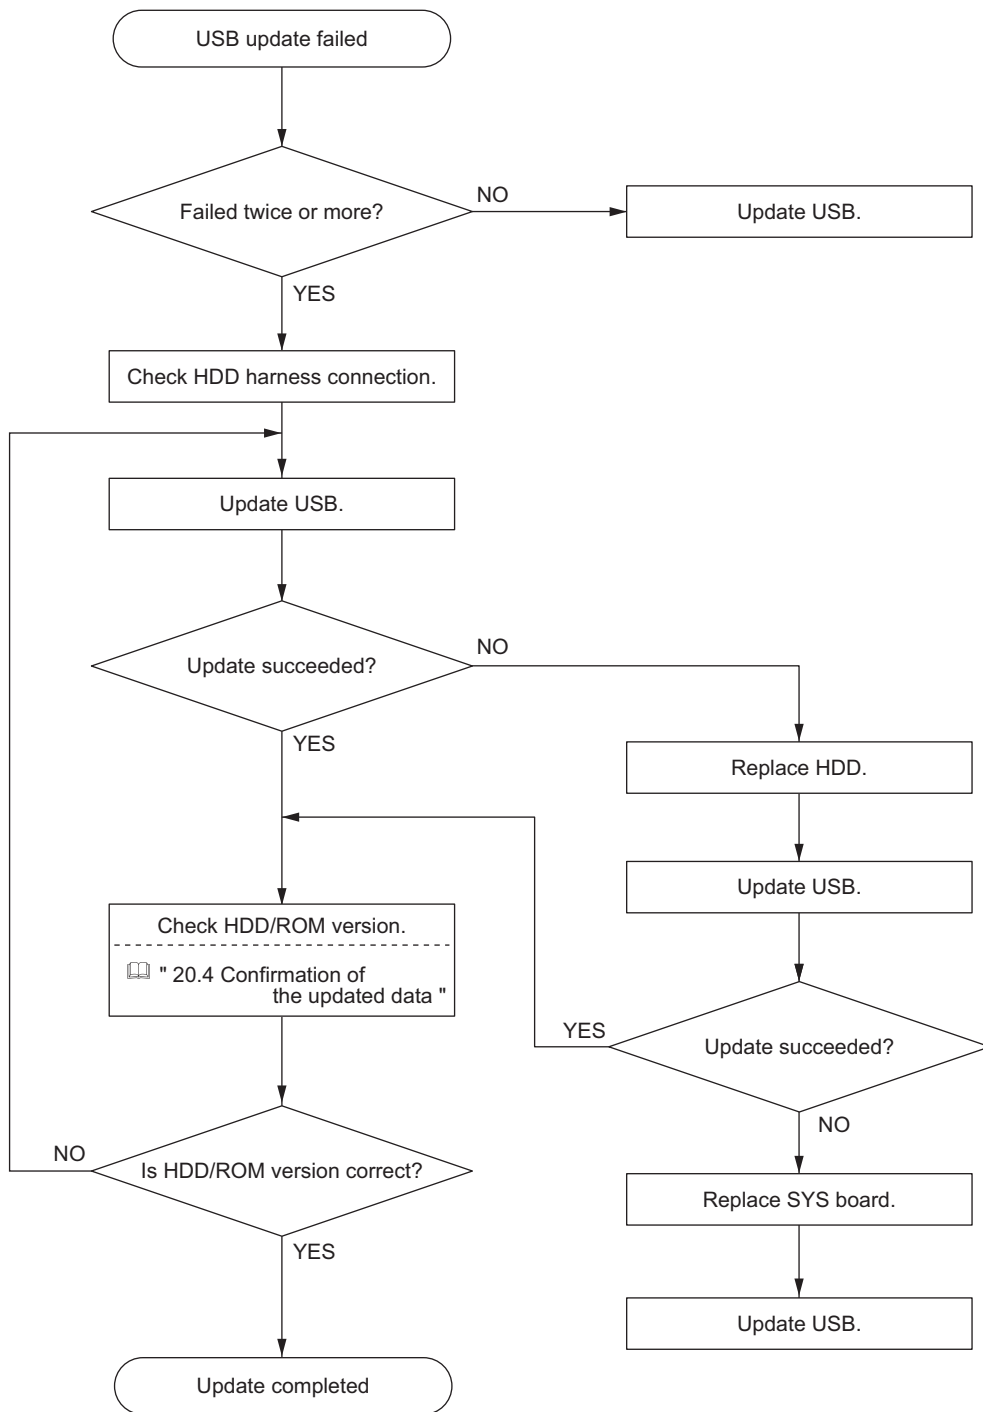 USB update failed
Failed twice or more?
NO
Update USB.
YES
Check HDD harness connection.
Update USB.
Update succeeded?
NO
YES
Replace HDD.
Update USB.
Check HDD/ROM version.
" 20.4 Confirmation of
the updated data "
YES
Update succeeded?
NO
NO
Is HDD/ROM version correct?
Replace SYS board.
YES
Update USB.
Update completed